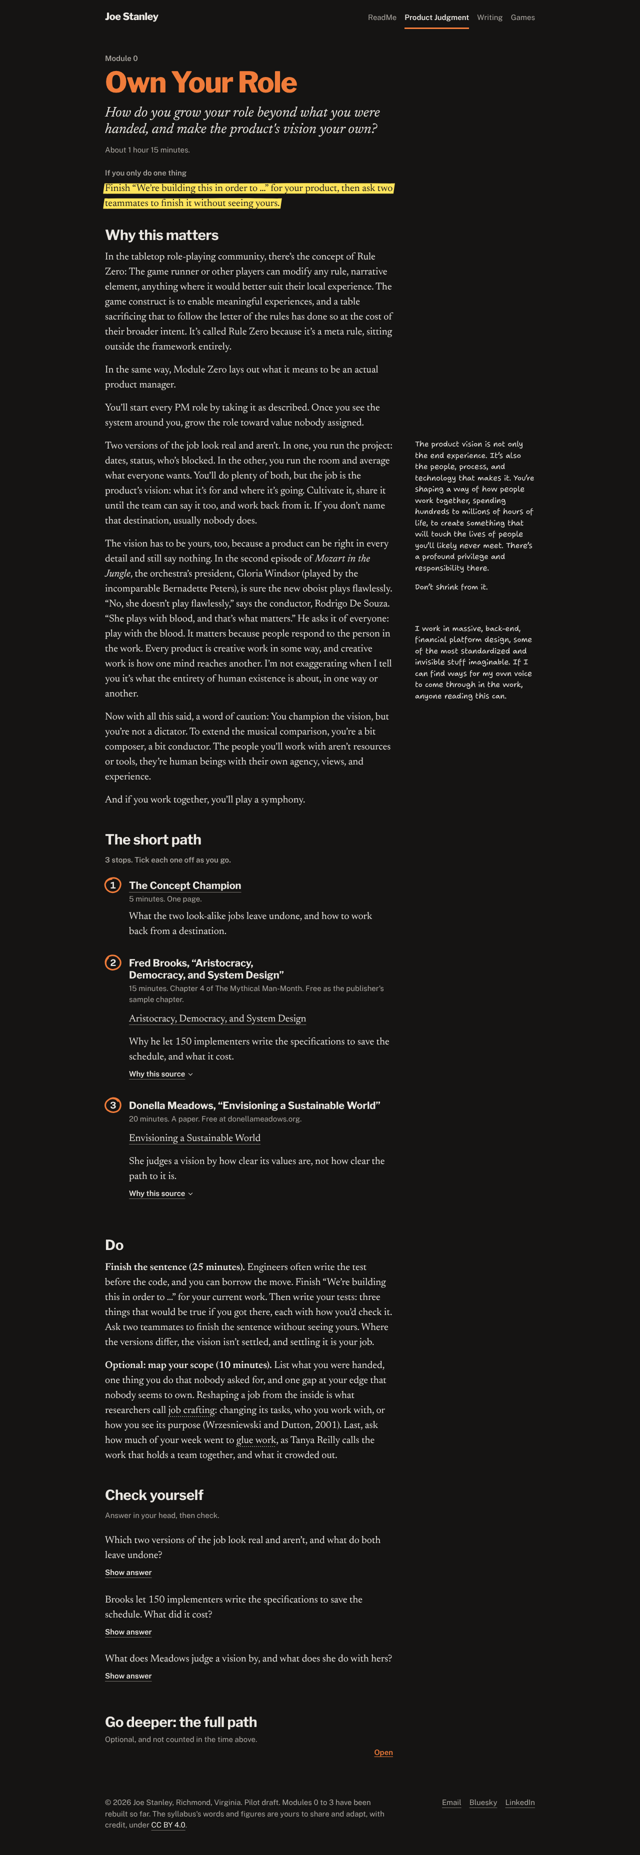 Joe Stanley
ReadMe
Product Judgment
Writing
Games
Module 0
Own Your Role
How do you grow your role beyond what you were
handed, and make the product's vision your own?
About 1 hour 15 minutes.
If you only do one thing
Finish “We’re building this in order to ...” for your product, then ask two
teammates to finish it without seeing yours.
Why this matters
In the tabletop role-playing community, there’s the concept of Rule
Zero: The game runner or other players can modify any rule, narrative
element, anything where it would better suit their local experience. The
game construct is to enable meaningful experiences, and a table
sacrificing that to follow the letter of the rules has done so at the cost of
their broader intent. It’s called Rule Zero because it’s a meta rule, sitting
outside the framework entirely.
In the same way, Module Zero lays out what it means to be an actual
product manager.
You’ll start every PM role by taking it as described. Once you see the
system around you, grow the role toward value nobody assigned.
Two versions of the job look real and aren’t. In one, you run the project:
dates, status, who’s blocked. In the other, you run the room and average
what everyone wants. You’ll do plenty of both, but the job is the
product’s vision: what it’s for and where it’s going. Cultivate it, share it
until the team can say it too, and work back from it. If you don’t name
that destination, usually nobody does.
The product vision is not only
the end experience. It’s also
the people, process, and
technology that makes it. You’re
shaping a way of how people
work together, spending
hundreds to millions of hours of
life, to create something that
will touch the lives of people
you’ll likely never meet. There’s
a profound privilege and
responsibility there.
Don’t shrink from it.
The vision has to be yours, too, because a product can be right in every
detail and still say nothing. In the second episode of Mozart in the
Jungle, the orchestra’s president, Gloria Windsor (played by the
incomparable Bernadette Peters), is sure the new oboist plays flawlessly.
“No, she doesn’t play flawlessly,” says the conductor, Rodrigo De Souza.
“She plays with blood, and that’s what matters.” He asks it of everyone:
play with the blood. It matters because people respond to the person in
the work. Every product is creative work in some way, and creative
work is how one mind reaches another. I’m not exaggerating when I tell
you it’s what the entirety of human existence is about, in one way or
another.
I work in massive, back-end,
financial platform design, some
of the most standardized and
invisible stuff imaginable. If I
can find ways for my own voice
to come through in the work,
anyone reading this can.
Now with all this said, a word of caution: You champion the vision, but
you’re not a dictator. To extend the musical comparison, you’re a bit
composer, a bit conductor. The people you’ll work with aren’t resources
or tools, they’re human beings with their own agency, views, and
experience.
And if you work together, you’ll play a symphony.
The short path
3 stops. Tick each one off as you go.
1
The Concept Champion
5 minutes. One page.
What the two look-alike jobs leave undone, and how to work
back from a destination.
2
Fred Brooks, “Aristocracy,
Democracy, and System Design”
15 minutes. Chapter 4 of The Mythical Man-Month. Free as the publisher’s
sample chapter.
Aristocracy, Democracy, and System Design
Why he let 150 implementers write the specifications to save the
schedule, and what it cost.
Why this source
3
Donella Meadows, “Envisioning a Sustainable World”
20 minutes. A paper. Free at donellameadows.org.
Envisioning a Sustainable World
She judges a vision by how clear its values are, not how clear the
path to it is.
Why this source
Do
Finish the sentence (25 minutes). Engineers often write the test
before the code, and you can borrow the move. Finish “We’re building
this in order to ...” for your current work. Then write your tests: three
things that would be true if you got there, each with how you’d check it.
Ask two teammates to finish the sentence without seeing yours. Where
the versions differ, the vision isn’t settled, and settling it is your job.
Optional: map your scope (10 minutes). List what you were handed,
one thing you do that nobody asked for, and one gap at your edge that
nobody seems to own. Reshaping a job from the inside is what
researchers call job crafting: changing its tasks, who you work with, or
how you see its purpose (Wrzesniewski and Dutton, 2001). Last, ask
how much of your week went to glue work, as Tanya Reilly calls the
work that holds a team together, and what it crowded out.
Check yourself
Answer in your head, then check.
Which two versions of the job look real and aren’t, and what do both
leave undone?
Show answer
Brooks let 150 implementers write the specifications to save the
schedule. What did it cost?
Show answer
What does Meadows judge a vision by, and what does she do with hers?
Show answer
Go deeper: the full path
Optional, and not counted in the time above.
Open
© 2026 Joe Stanley, Richmond, Virginia. Pilot draft. Modules 0 to 3 have been
rebuilt so far. The syllabus’s words and figures are yours to share and adapt, with
credit, under CC BY 4.0.
Email
Bluesky
LinkedIn